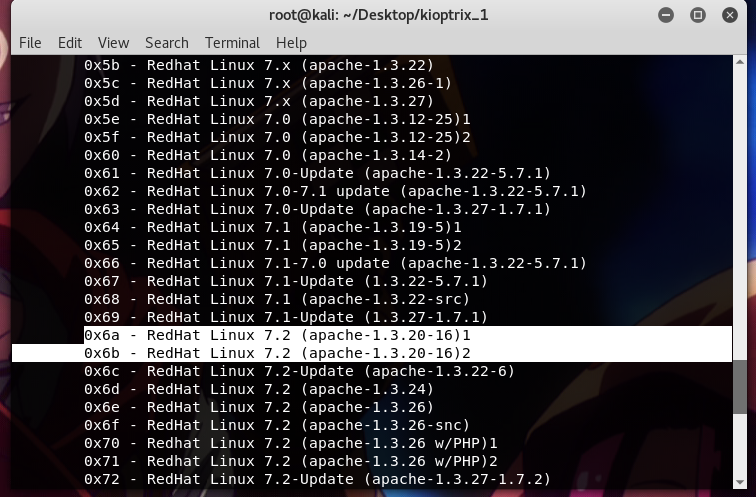 root@kali: ~/Desktop/kioptrix_1
File Edit View Search Terminal Help
0x5b - Redhat Linux 7.x (apache-1.3.22)
0x5c - RedHat Linux 7.x (apache-1.3.26-1)
0x5d - RedHat Linux 7.x (apache-1.3.27)
0x5e - RedHat Linux 7.0 (apache-1.3.12-25)1
0x5f - RedHat Linux 7.0 (apache-1.3.12-25)2
0x60 - RedHat Linux 7.0 (apache-1.3.14-2)
0x61 - RedHat Linux 7.0-Update (apache-1.3.22-5.7.1)
0x62 - RedHat Linux 7.0-7.1 update (apache-1.3.22-5.7.1)
0x63 - RedHat Linux 7.0-Update (apache-1.3.27-1.7.1)
0x64 - RedHat Linux 7.1 (apache-1.3.19-5)1
0x65 - RedHat Linux 7.1 (apache-1.3.19-5)2
0x66 - RedHat Linux 7.1-7.0 update (apache-1.3.22-5.7.1)
0x67 - RedHat Linux 7.1-Update (1.3.22-5.7.1)
0x68 - RedHat Linux 7.1 (apache-1.3.22-src)
0x69 - RedHat Linux 7.1-Update (1.3.27-1.7.1)
0x6a - RedHat Linux 7.2 (apache-1.3.20-16)1
0x6b - RedHat Linux 7.2 (apache-1.3.20-16)2
0x6c - RedHat Linux 7.2-Update (apache-1.3.22-6)
0x6d - RedHat Linux 7.2 (apache-1.3.24)
0x6e - RedHat Linux 7.2 (apache-1.3.26)
0x6f - RedHat Linux 7.2 (apache-1.3.26-snc)
0x70 - RedHat Linux 7.2 (apache-1.3.26 w/PHP)1
0x71 - RedHat Linux 7.2 (apache-1.3.26 w/PHP)2
0x72 - RedHat Linux 7.2-Update (apache-1.3.27-1.7.2)